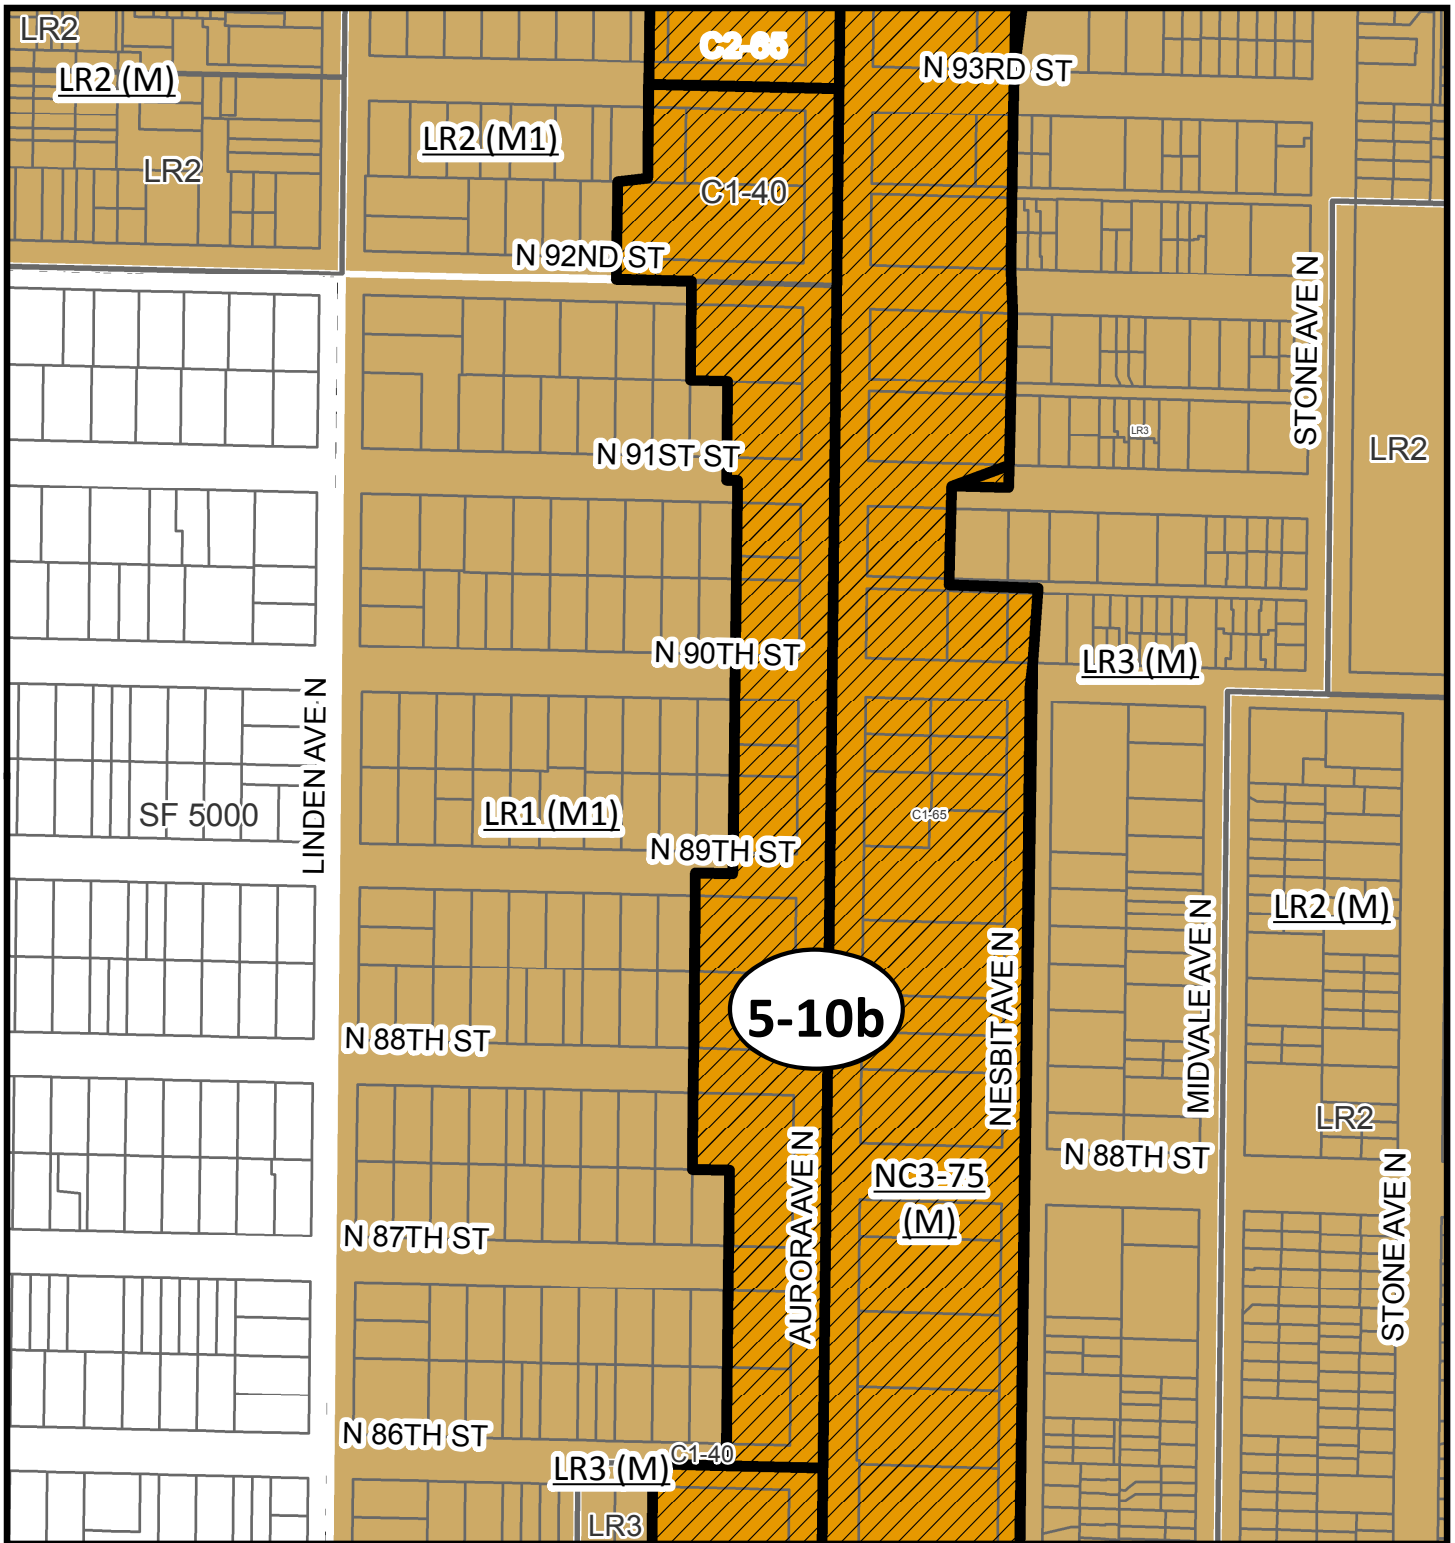 LR2
C2-65
N 93RD ST
LR2 (M)
LR2 (M1)
LR2
C1-40
N 92ND ST
STONE AVE N
LR3
LR2
N 91ST ST
N 90TH ST
LR3 (M)
LINDEN AVE N
SF 5000
LR1 (M1)
C1-65
N 89TH ST
LR2 (M)
MIDVALE AVE N
NESBIT AVE N
5-10b
N 88TH ST
LR2
N 88TH ST
NC3-75
(M)
AURORA AVE N
STONE AVE N
N 87TH ST
N 86TH ST
C1-40
LR3 (M)
LR3